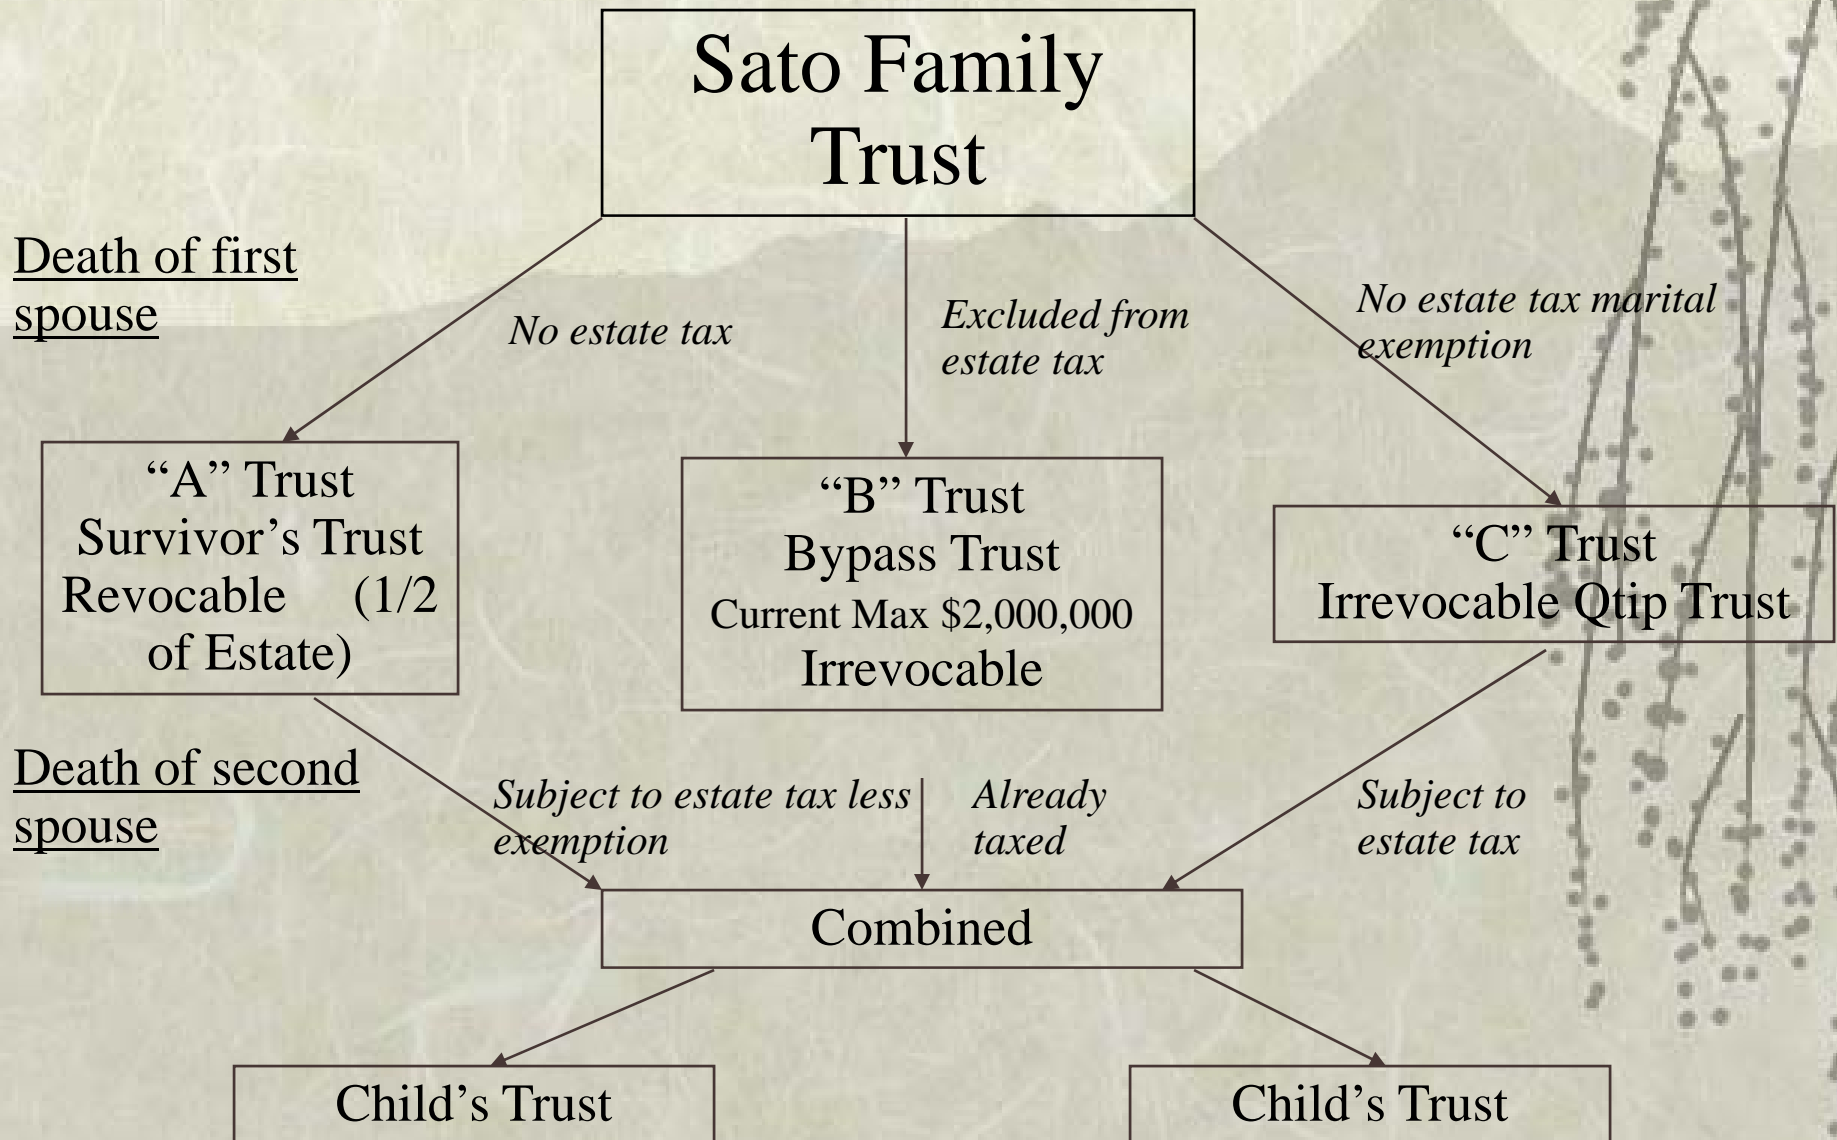 Sato Family
Trust
Death of first
spouse
No estate tax
Excluded from
estate tax
No estate tax marital
exemption
“A” Trust
Survivor’s Trust
Revocable (1/2
of Estate)
“B” Trust
Bypass Trust
Current Max $2,000,000
Irrevocable
“C” Trust
Irrevocable Qtip Trust
Death of second
spouse
Subject to estate tax less
exemption
Already
taxed
Subject to
estate tax
Combined
Child’s Trust
Child’s Trust